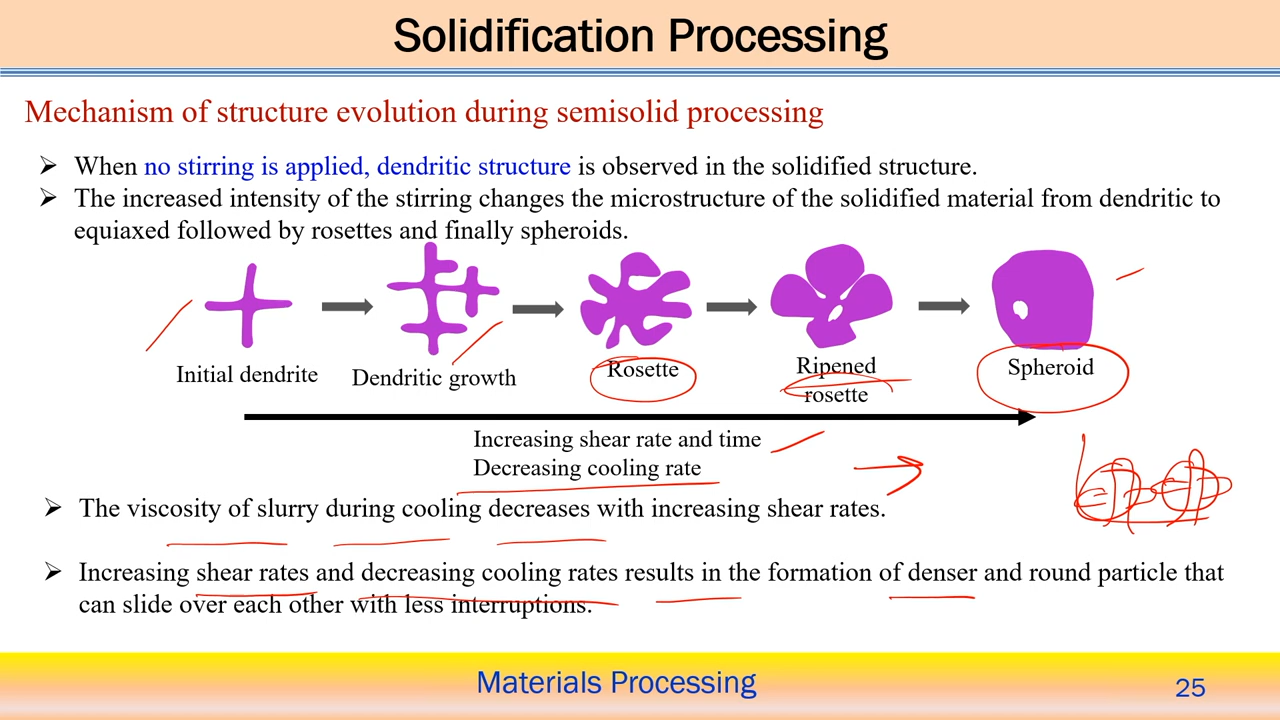 Solidification Processing
Mechanism of structure evolution during semisolid processing
➢ When no stirring is applied, dendritic structure is observed in the solidified structure.
➢ The increased intensity of the stirring changes the microstructure of the solidified material from dendritic to
equiaxed followed by rosettes and finally spheroids.
Initial dendrite
Dendritic growth
Rosette
Ripened
rosette
Spheroid
Increasing shear rate and time
Decreasing cooling rate
➢ The viscosity of slurry during cooling decreases with increasing shear rates.
➢ Increasing shear rates and decreasing cooling rates results in the formation of denser and round particle that
can slide over each other with less interruptions.
Materials Processing
25